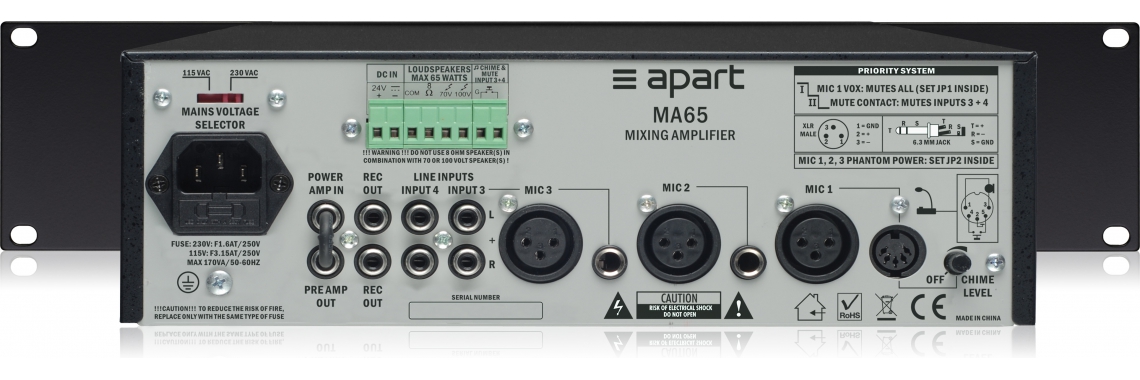 115 VAC 230 VAC
MAINS VOLTAGE
SELECTOR
DC IN
24V
+ −
LOUDSPEAKERS
MAX 65 WATTS
COM 8 Ω 70V 100V
CHIME &
MUTE
INPUT 3+4
G
!!! WARNING !!! DO NOT USE 8 OHM SPEAKER(S) IN
COMBINATION WITH 70 OR 100 VOLT SPEAKER(S) !
apart
MA65
MIXING AMPLIFIER
PRIORITY SYSTEM
I MIC 1 VOX: MUTES ALL (SET JP1 INSIDE)
II MUTE CONTACT: MUTES INPUTS 3 + 4
XLR
MALE
3
2 1
1 = GND
2 = +
3 = −
T R S T R S
6.3 MM JACK
T = +
R = −
S = GND
MIC 1, 2, 3 PHANTOM POWER: SET JP2 INSIDE
POWER
AMP IN
REC
OUT
LINE INPUTS
INPUT 4 INPUT 3
MIC 3
MIC 2
MIC 1
L
+
R
FUSE: 230V: F1.6AT/250V
115V: F3.15AT/250V
MAX 170VA/50-60HZ
PRE AMP
OUT
REC
OUT
OFF
CHIME
LEVEL
SERIAL NUMBER
!!!CAUTION!!! TO REDUCE THE RISK OF FIRE,
REPLACE ONLY WITH THE SAME TYPE OF FUSE
CAUTION
RISK OF ELECTRICAL SHOCK
DO NOT OPEN
RoHS
CE
MADE IN CHINA